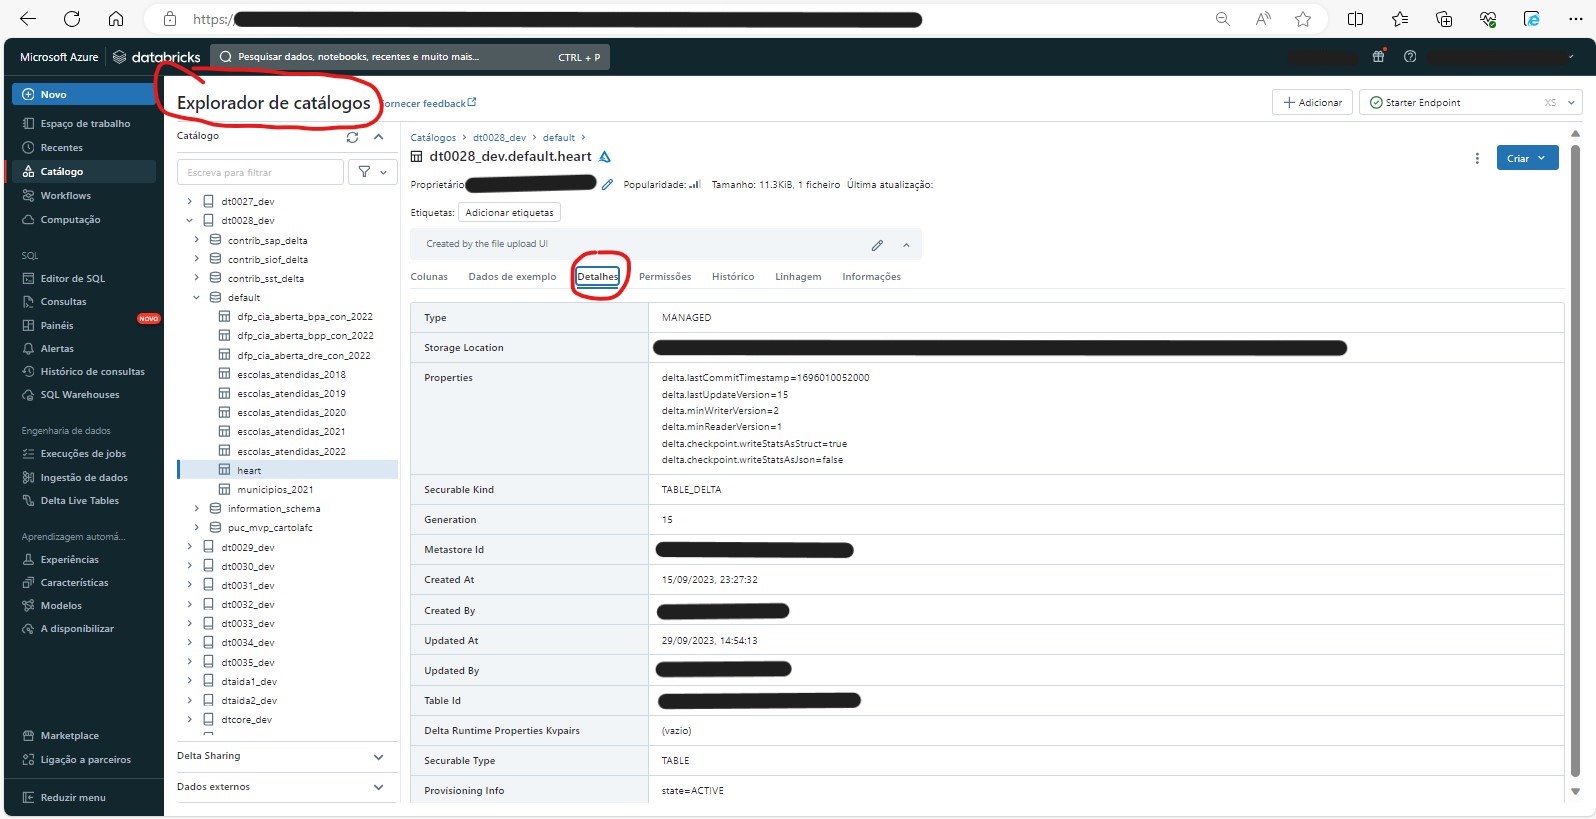 https:/
Microsoft Azure
databricks
Pesquisar dados, notebooks, recentes e muito mais...
CTRL + P
Novo
Espaço de trabalho
Recentes
Catálogo
Workflows
Computação
SQL
Editor de SQL
Consultas
Painéis
NOVO
Alertas
Histórico de consultas
SQL Warehouses
Engenharia de dados
Execuções de jobs
Ingestão de dados
Delta Live Tables
Aprendizagem automá...
Experiências
Características
Modelos
A disponibilizar
Marketplace
Ligação a parceiros
Reduzir menu
Explorador de catálogos
ornecer feedback
Adicionar
Starter Endpoint
XS
Catálogo
Escreva para filtrar
dt0027_dev
dt0028_dev
contrib_sap_delta
contrib_siof_delta
contrib_sst_delta
default
dfp_cia_aberta_bpa_con_2022
dfp_cia_aberta_bpp_con_2022
dfp_cia_aberta_dre_con_2022
escolas_atendidas_2018
escolas_atendidas_2019
escolas_atendidas_2020
escolas_atendidas_2021
escolas_atendidas_2022
heart
municipios_2021
information_schema
puc_mvp_cartolafc
dt0029_dev
dt0030_dev
dt0031_dev
dt0032_dev
dt0033_dev
dt0034_dev
dt0035_dev
dtaida1_dev
dtaida2_dev
dtcore_dev
Delta Sharing
Dados externos
Catálogos > dt0028_dev > default >
dt0028_dev.default.heart
Criar
Proprietário
Popularidade:
Tamanho: 11.3KiB, 1 ficheiro
Última atualização:
Etiquetas:
Adicionar etiquetas
Created by the file upload UI
Colunas
Dados de exemplo
Detalhes
Permissões
Histórico
Linhagem
Informações
Type
MANAGED
Storage Location
Properties
delta.lastCommitTimestamp=1696010052000
delta.lastUpdateVersion=15
delta.minWriterVersion=2
delta.minReaderVersion=1
delta.checkpoint.writeStatsAsStruct=true
delta.checkpoint.writeStatsAsJson=false
Securable Kind
TABLE_DELTA
Generation
15
Metastore Id
Created At
15/09/2023, 23:27:32
Created By
Updated At
29/09/2023, 14:54:13
Updated By
Table Id
Delta Runtime Properties Kvpairs
(vazio)
Securable Type
TABLE
Provisioning Info
state=ACTIVE